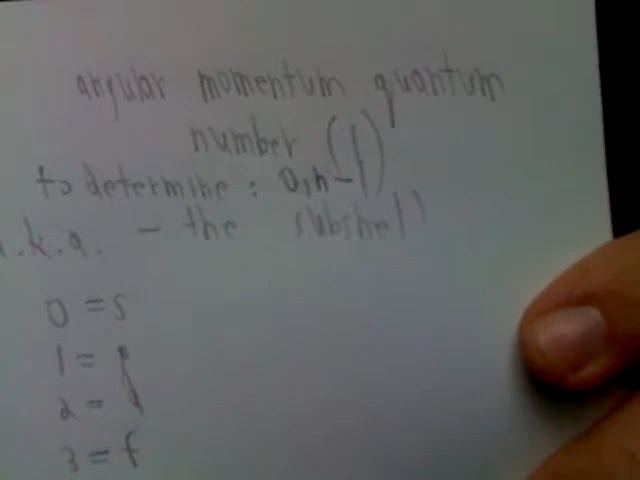 angular momentum quantum
number (l)
to determine: 0, n-1
a.k.a. - the subshell
0 = s
1 = p
2 = d
3 = f